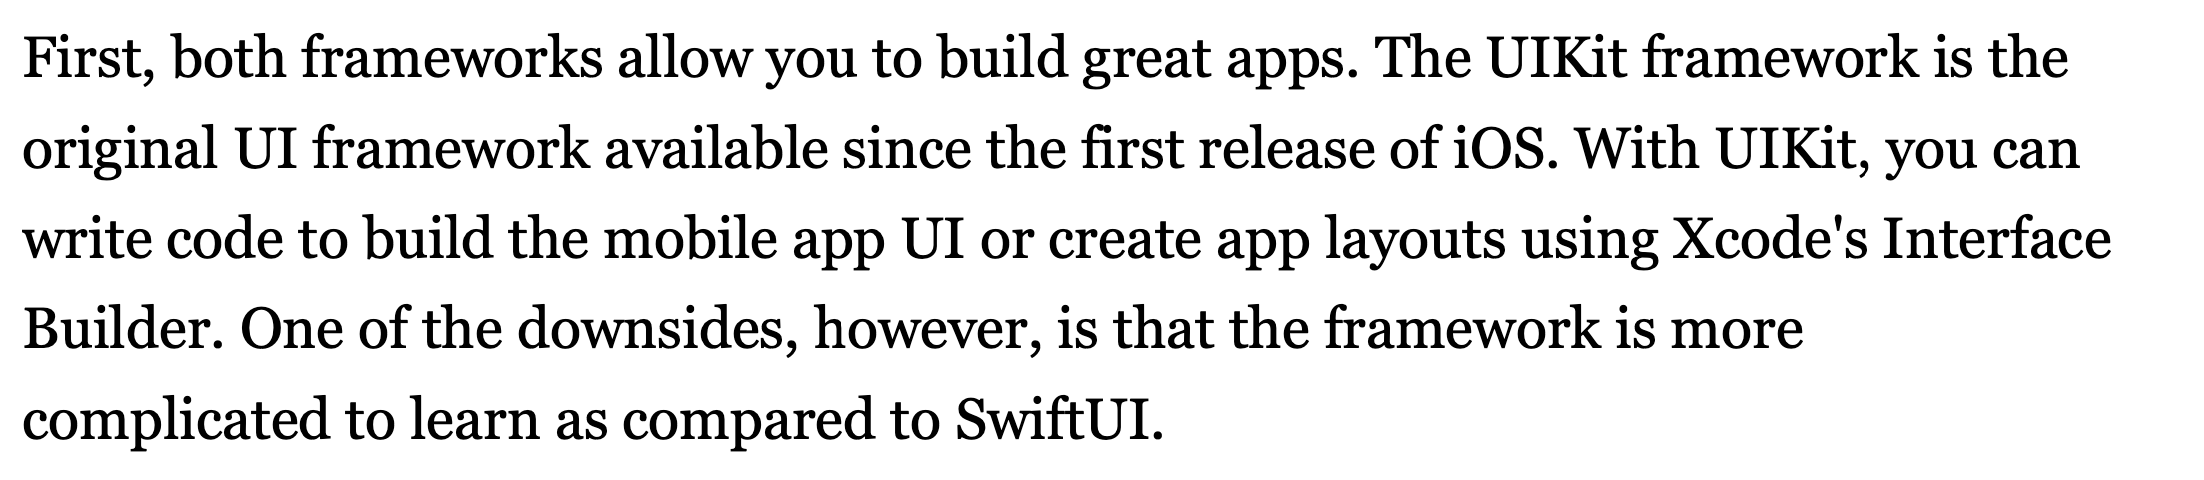 First, both frameworks allow you to build great apps. The UIKit framework is the
original UI framework available since the first release of iOS. With UIKit, you can
write code to build the mobile app UI or create app layouts using Xcode's Interface
Builder. One of the downsides, however, is that the framework is more
complicated to learn as compared to SwiftUI.